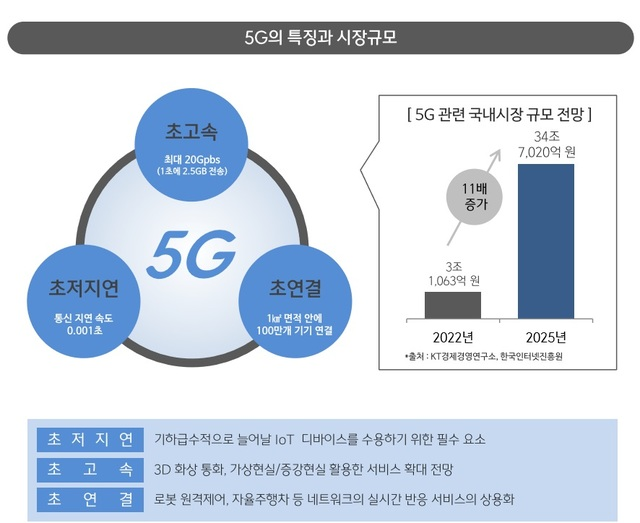 5G의 특징과 시장규모
초고속
최대 20Gpbs
(1초에 2.5GB 전송)
5G
초저지연
통신 지연 속도
0.001초
초연결
1㎢ 면적 안에
100만개 기기 연결
[ 5G 관련 국내시장 규모 전망 ]
34조
7,020억 원
11배
증가
3조
1,063억 원
2022년
2025년
*출처 : KT경제경영연구소, 한국인터넷진흥원
초 저 지 연
기하급수적으로 늘어날 IoT 디바이스를 수용하기 위한 필수 요소
초 고 속
3D 화상 통화, 가상현실/증강현실 활용한 서비스 확대 전망
초 연 결
로봇 원격제어, 자율주행차 등 네트워크의 실시간 반응 서비스의 상용화